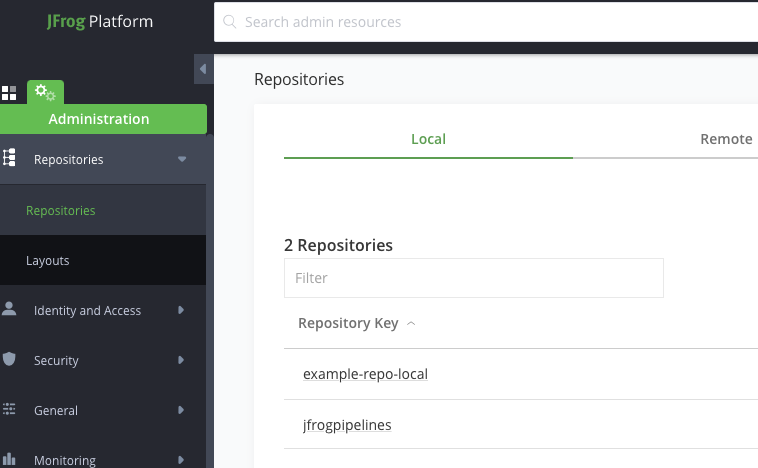 JFrog Platform
Search admin resources
Administration
Repositories
Repositories
Layouts
Identity and Access
Security
General
Monitoring
Repositories
Local
Remote
2 Repositories
Filter
Repository Key
example-repo-local
jfrogpipelines